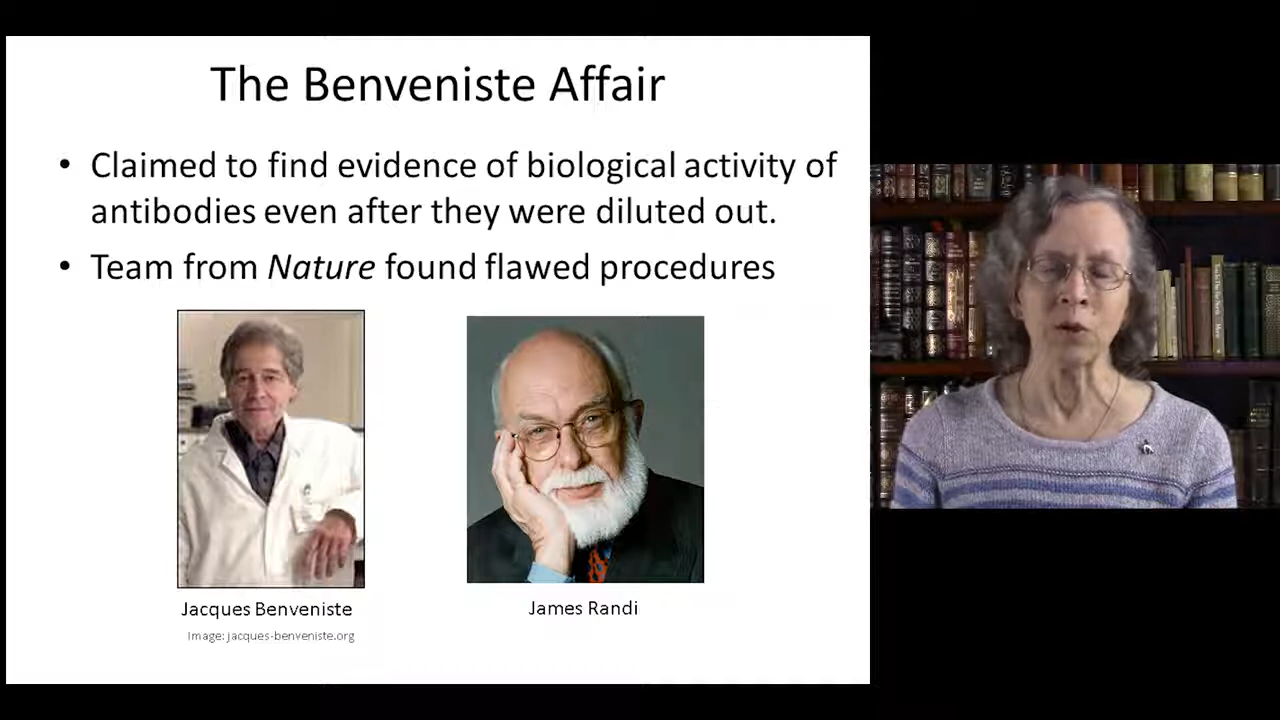 The Benveniste Affair
• Claimed to find evidence of biological activity of
antibodies even after they were diluted out.
• Team from Nature found flawed procedures
Jacques Benveniste
James Randi
Image: jacques-benveniste.org